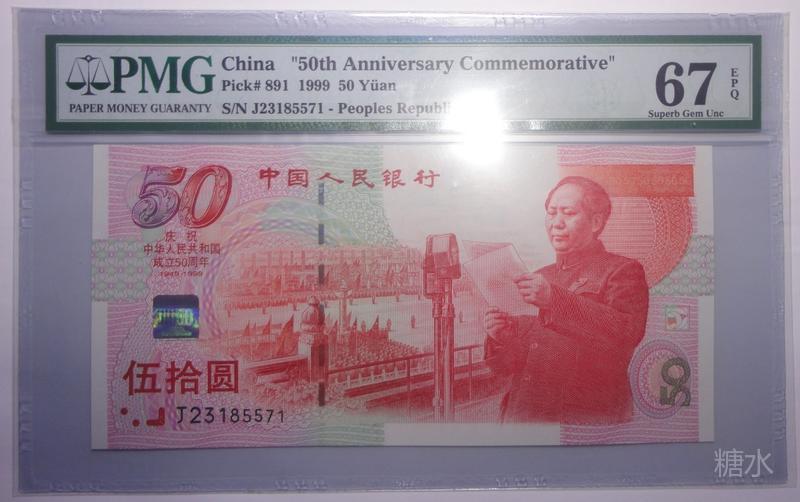 PMG
PAPER MONEY GUARANTY
China "50th Anniversary Commemorative"
Pick# 891 1999 50 Yüan
S/N J23185571 - Peoples Republi
67
EPQ
Superb Gem Unc
50
中国人民银行
庆祝
中华人民共和国
成立50周年
1949-1999
伍拾圆
J23185571
50
糖水